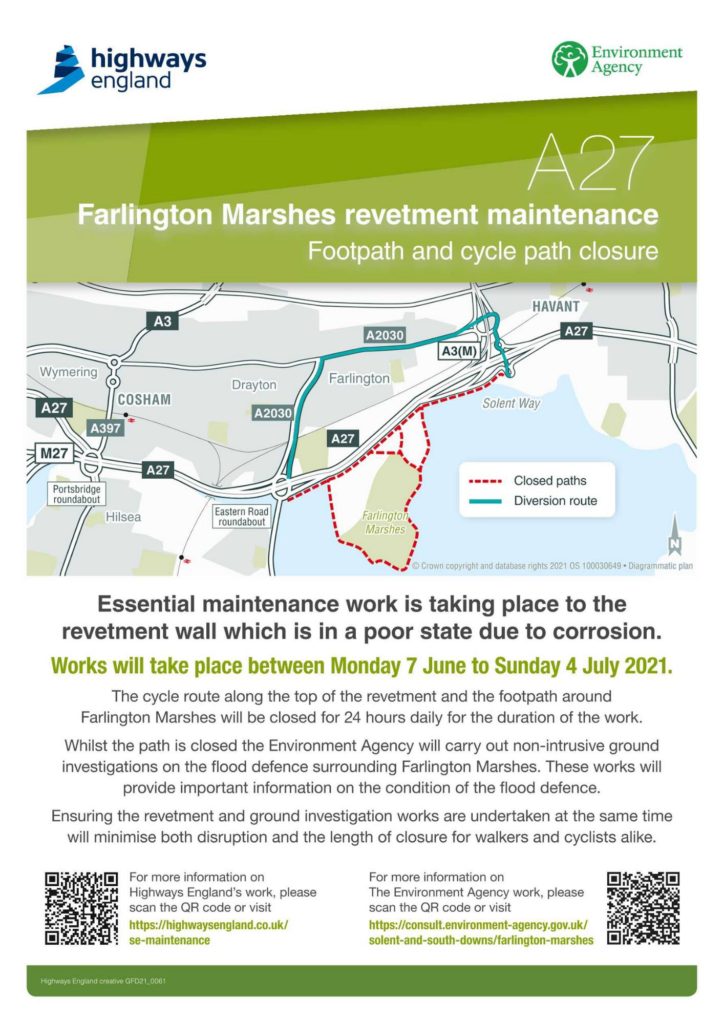 highways
england
Environment
Agency
A27
Farlington Marshes revetment maintenance
Footpath and cycle path closure
HAVANT
A3
A2030
A27
A3(M)
Wymering
Drayton
Farlington
COSHAM
Solent Way
A27
A2030
A397
A27
M27
A27
Closed paths
Diversion route
Portsbridge
roundabout
Eastern Road
roundabout
Hilsea
Farlington
Marshes
N
© Crown copyright and database rights 2021 OS 100030649 • Diagrammatic plan
Essential maintenance work is taking place to the
revetment wall which is in a poor state due to corrosion.
Works will take place between Monday 7 June to Sunday 4 July 2021.
The cycle route along the top of the revetment and the footpath around
Farlington Marshes will be closed for 24 hours daily for the duration of the work.
Whilst the path is closed the Environment Agency will carry out non-intrusive ground
investigations on the flood defence surrounding Farlington Marshes. These works will
provide important information on the condition of the flood defence.
Ensuring the revetment and ground investigation works are undertaken at the same time
will minimise both disruption and the length of closure for walkers and cyclists alike.
For more information on
Highways England's work, please
scan the QR code or visit
https://highwaysengland.co.uk/
se-maintenance
For more information on
The Environment Agency work, please
scan the QR code or visit
https://consult.environment-agency.gov.uk/
solent-and-south-downs/farlington-marshes
Highways England creative GFD21_0061